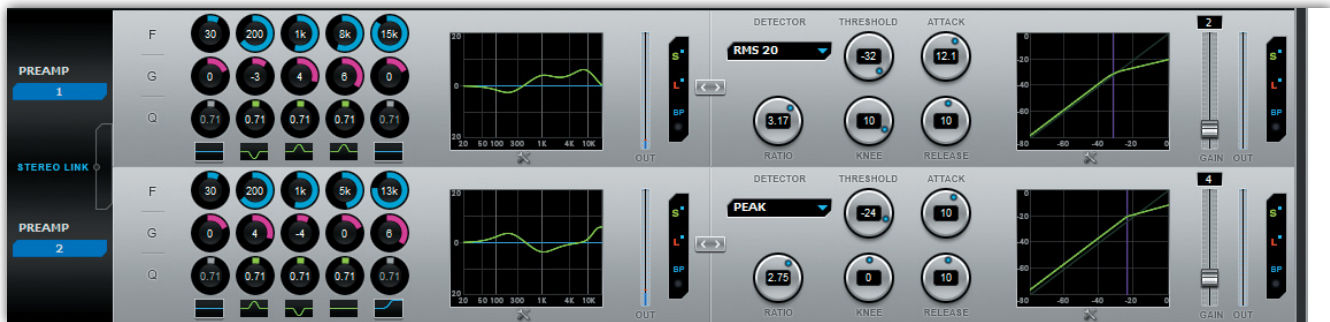 PREAMP
1
STEREO LINK
PREAMP
2
F 30 200 1k 8k 15k
G 0 -3 4 6 0
Q 0.71 0.71 0.71 0.71 0.71
20
0
20
20 50 100 300 1K 4K 10K
OUT
S
L
BP
DETECTOR THRESHOLD ATTACK
RMS 20 -32 12.1
3.17 10 10
RATIO KNEE RELEASE
0
-20
-40
-60
-80 -60 -40 -20 0
2
GAIN OUT
S
L
BP
F 30 200 1k 5k 13k
G 0 4 -4 0 6
Q 0.71 0.71 0.71 0.71 0.71
20
0
20
20 50 100 300 1K 4K 10K
OUT
S
L
BP
DETECTOR THRESHOLD ATTACK
PEAK -24 10
2.75 0 10
RATIO KNEE RELEASE
0
-20
-40
-60
-80 -60 -40 -20 0
4
GAIN OUT
S
L
BP